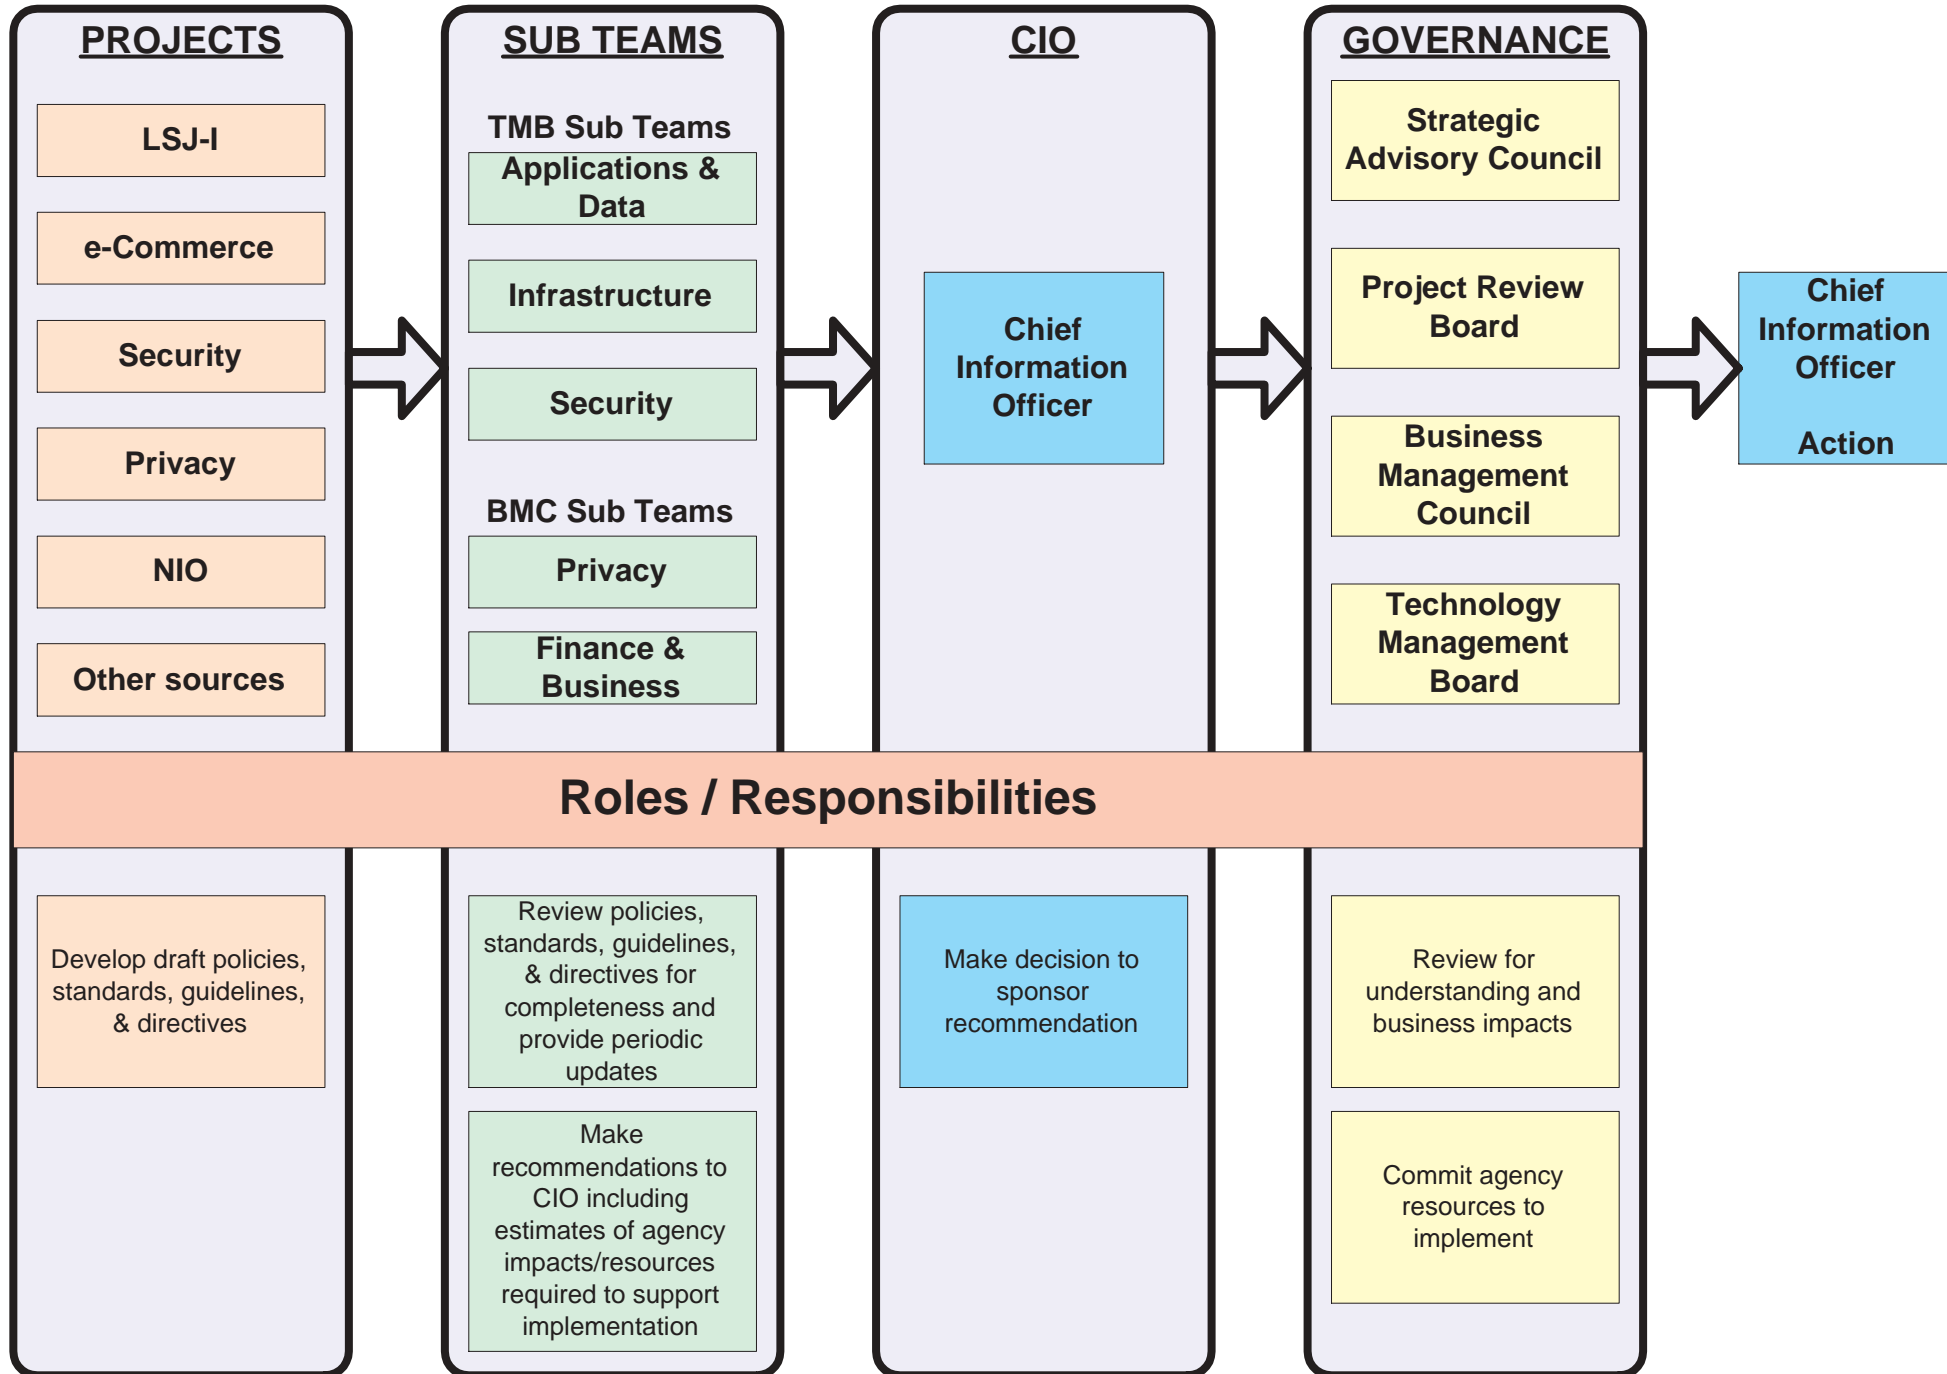 PROJECTS
LSJ-I
e-Commerce
Security
Privacy
NIO
Other sources
SUB TEAMS
TMB Sub Teams
Applications &
Data
Infrastructure
Security
BMC Sub Teams
Privacy
Finance &
Business
CIO
Chief
Information
Officer
GOVERNANCE
Strategic
Advisory Council
Project Review
Board
Business
Management
Council
Technology
Management
Board
Chief
Information
Officer
Action
Roles / Responsibilities
Develop draft policies,
standards, guidelines,
& directives
Review policies,
standards, guidelines,
& directives for
completeness and
provide periodic
updates
Make
recommendations to
CIO including
estimates of agency
impacts/resources
required to support
implementation
Make decision to
sponsor
recommendation
Review for
understanding and
business impacts
Commit agency
resources to
implement